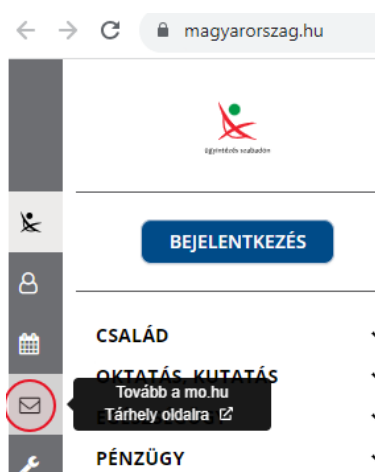 magyarorszag.hu
ügyintézés szabadon
BEJELENTKEZÉS
CSALÁD
OKTATÁS, KUTATÁS
Tovább a mo.hu
Tárhely oldalra
PÉNZÜGY